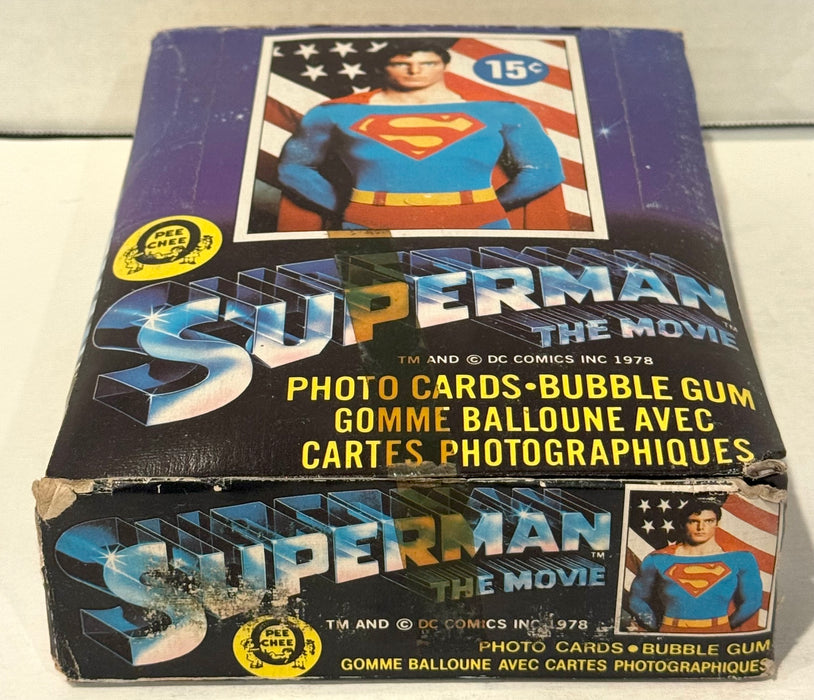 15¢
S
PEE
CHEE
SUPERMAN
THE MOVIE™
TM AND © DC COMICS INC 1978
PHOTO CARDS•BUBBLE GUM
GOMME BALLOUNE AVEC
CARTES PHOTOGRAPHIQUES
SUPERMAN™
THE MOVIE
S
TM AND © DC COMICS INC 1978
PEE
CHEE
PHOTO CARDS•BUBBLE GUM
GOMME BALLOUNE AVEC CARTES PHOTOGRAPHIQUES